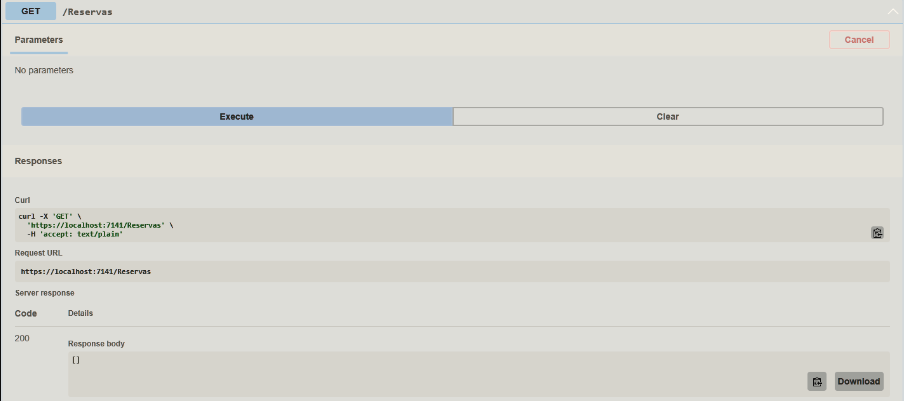 GET /Reservas
Parameters
Cancel
No parameters
Execute
Clear
Responses
Curl
curl -X 'GET' \
'https://localhost:7141/Reservas' \
-H 'accept: text/plain'
Request URL
https://localhost:7141/Reservas
Server response
Code Details
200
Response body
[]
Download